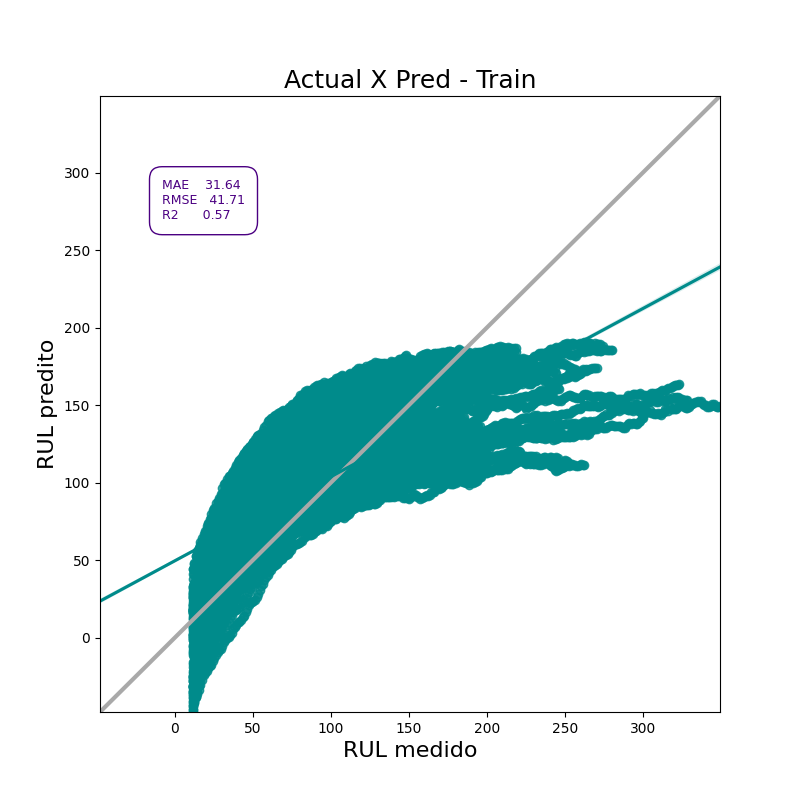 Actual X Pred - Train
MAE 31.64
RMSE 41.71
R2 0.57
RUL predito
300
250
200
150
100
50
0
0 50 100 150 200 250 300
RUL medido